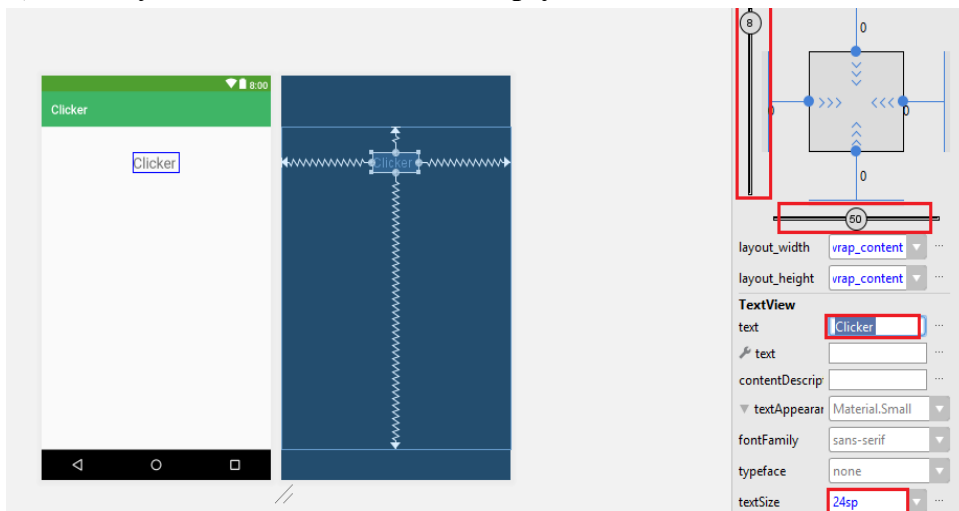 8:00
Clicker
Clicker
Clicker
8
0
0
0
0
50
layout_width vrap_content
layout_height vrap_content
TextView
text Clicker
text
contentDescrip
textAppearar Material.Small
fontFamily sans-serif
typeface none
textSize 24sp